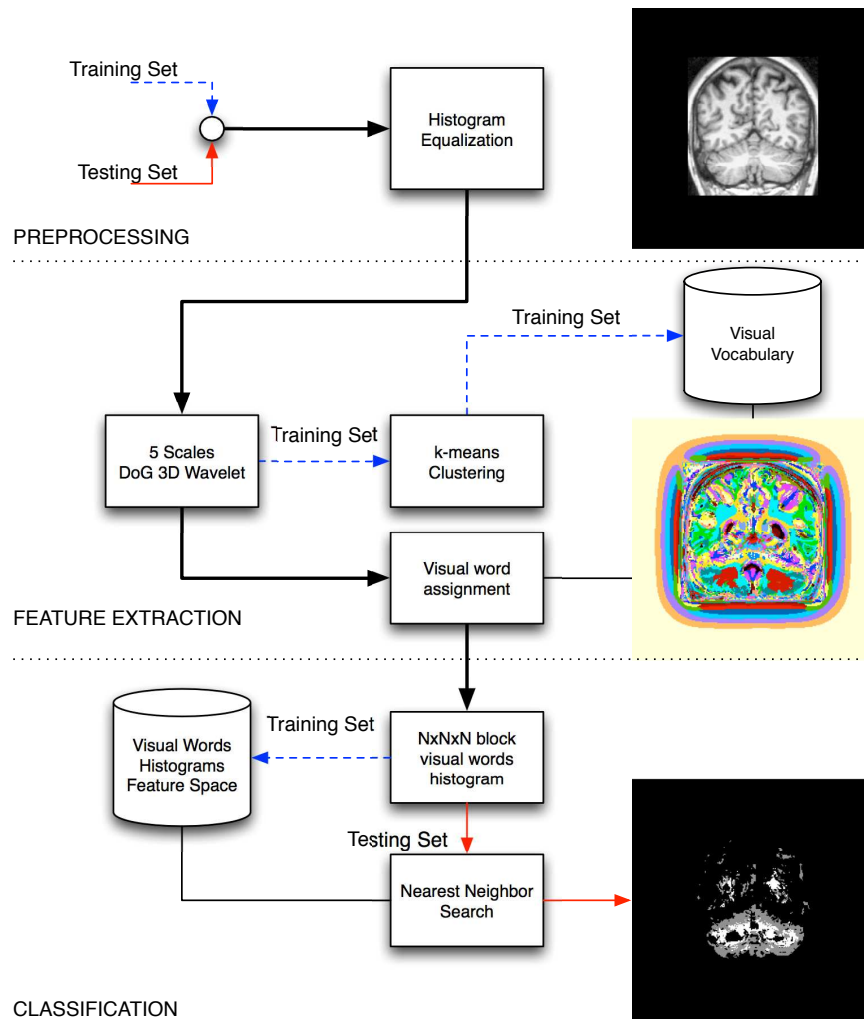 Training Set
Testing Set
Histogram
Equalization
PREPROCESSING
Training Set
Visual
Vocabulary
5 Scales
DoG 3D Wavelet
Training Set
k-means
Clustering
Visual word
assignment
FEATURE EXTRACTION
Visual Words
Histograms
Feature Space
Training Set
NxNxN block
visual words
histogram
Testing Set
Nearest Neighbor
Search
CLASSIFICATION